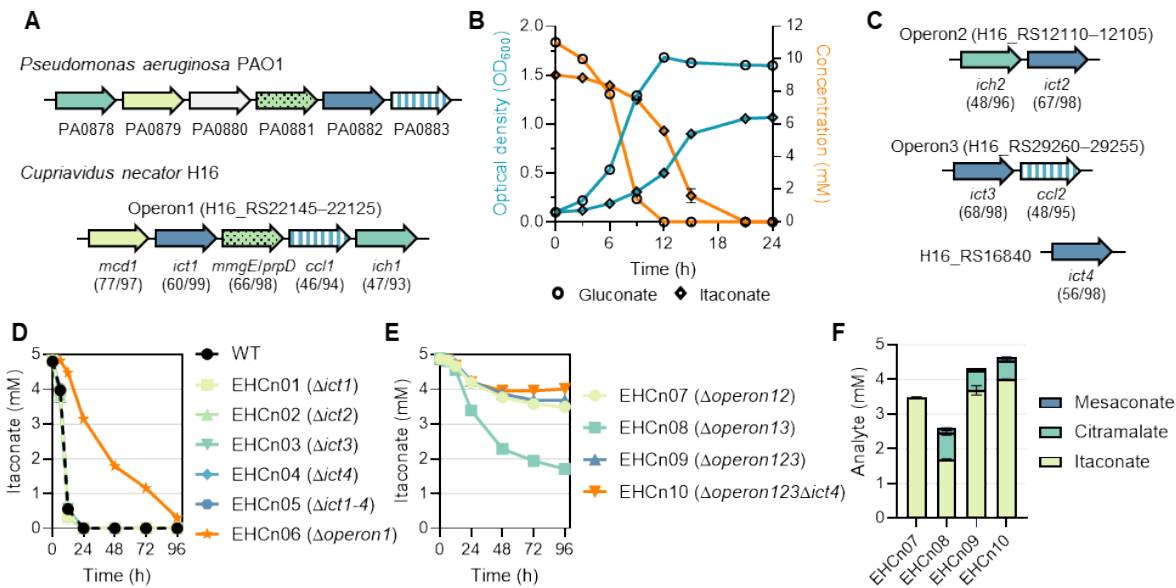 A
Pseudomonas aeruginosa PAO1
PA0878 PA0879 PA0880 PA0881 PA0882 PA0883
Cupriavidus necator H16
Operon1 (H16_RS22145–22125)
mcd1 ict1 mmgE/prpD ccl1 ich1
(77/97) (60/99) (66/98) (46/94) (47/93)
B
Optical density (OD600)
2.0
1.5
1.0
0.5
0.0
12
10
8
6
4
2
0
Concentration (mM)
0 6 12 18 24
Time (h)
Gluconate Itaconate
C
Operon2 (H16_RS12110–12105)
ich2 ict2
(48/96) (67/98)
Operon3 (H16_RS29260–29255)
ict3 ccl2
(68/98) (48/95)
H16_RS16840
ict4
(56/98)
D
Itaconate (mM)
5
4
3
2
1
0
0 24 48 72 96
Time (h)
WT
EHCn01 (Δict1)
EHCn02 (Δict2)
EHCn03 (Δict3)
EHCn04 (Δict4)
EHCn05 (Δict1-4)
EHCn06 (Δoperon1)
E
Itaconate (mM)
5
4
3
2
1
0
0 24 48 72 96
Time (h)
EHCn07 (Δoperon12)
EHCn08 (Δoperon13)
EHCn09 (Δoperon123)
EHCn10 (Δoperon123Δict4)
F
Analyte (mM)
5
4
3
2
1
0
EHCn07 EHCn08 EHCn09 EHCn10
Mesaconate
Citramalate
Itaconate